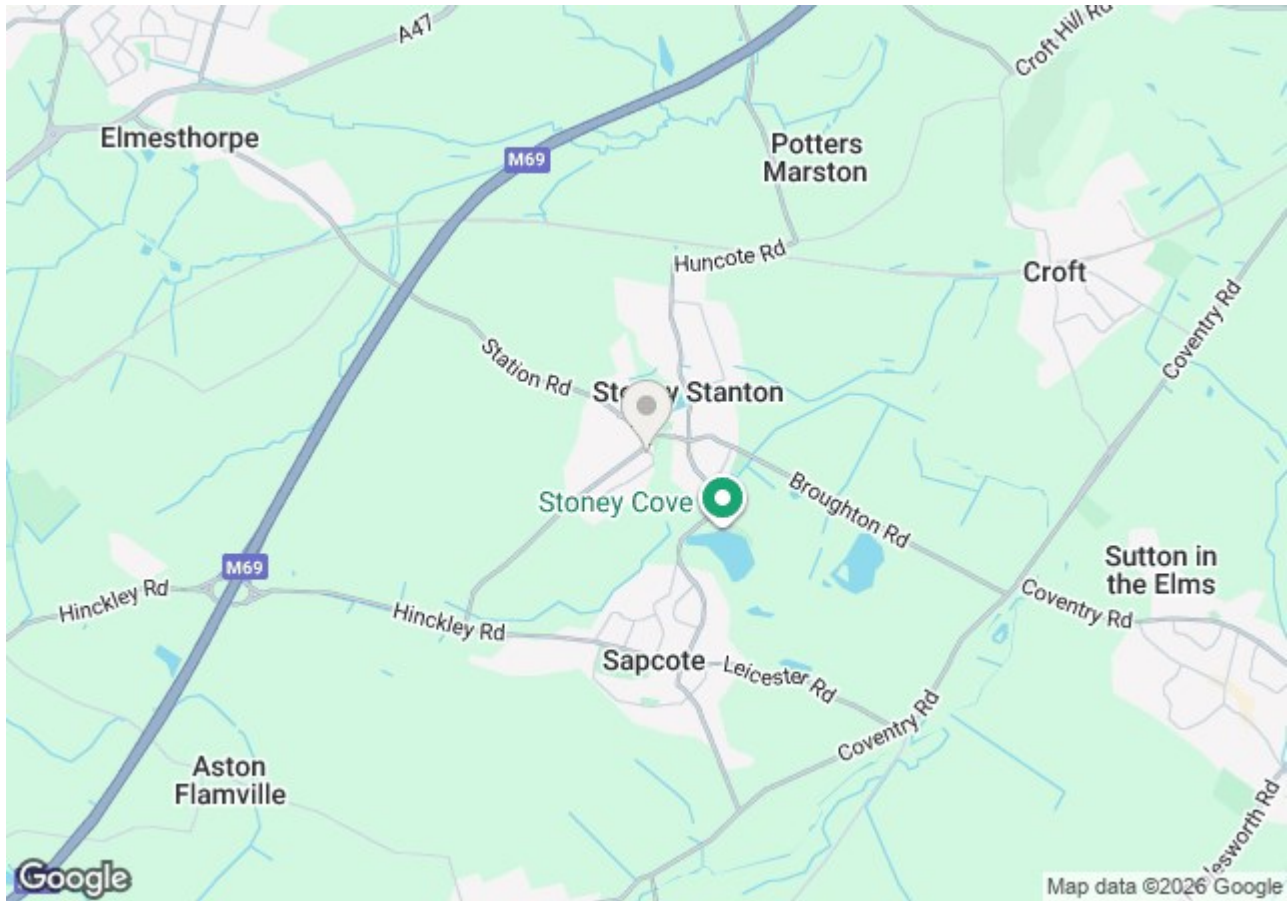 A47
Croft Hill Rd
Elmesthorpe
M69
Potters
Marston
Huncote Rd
Croft
Coventry Rd
Station Rd
Stanton
Stoney Cove
Broughton Rd
M69
Hinckley Rd
Hinckley Rd
Sutton in
the Elms
Coventry Rd
Sapcote
Leicester Rd
Coventry Rd
Aston
Flamville
Google
Map data ©2026 Google